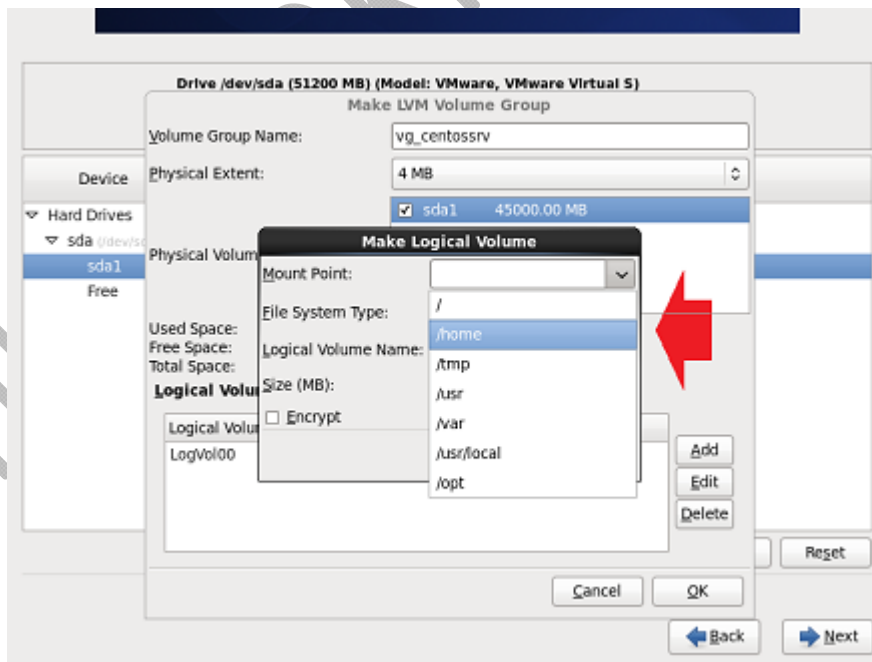 Drive /dev/sda (51200 MB) (Model: VMware, VMware Virtual S)
Make LVM Volume Group
Volume Group Name: vg_centossrv
Physical Extent: 4 MB
Device
sda1 45000.00 MB
Hard Drives
sda (/dev/s
Physical Volum
Make Logical Volume
sda1
Mount Point:
Free
File System Type: /
/home
Used Space:
Free Space:
Logical Volume Name:
/tmp
Total Space:
Size (MB):
/usr
Logical Volu
Encrypt
/var
Logical Volu
LogVol00
/usr/local
Add
/opt
Edit
Delete
Reset
Cancel OK
Back Next